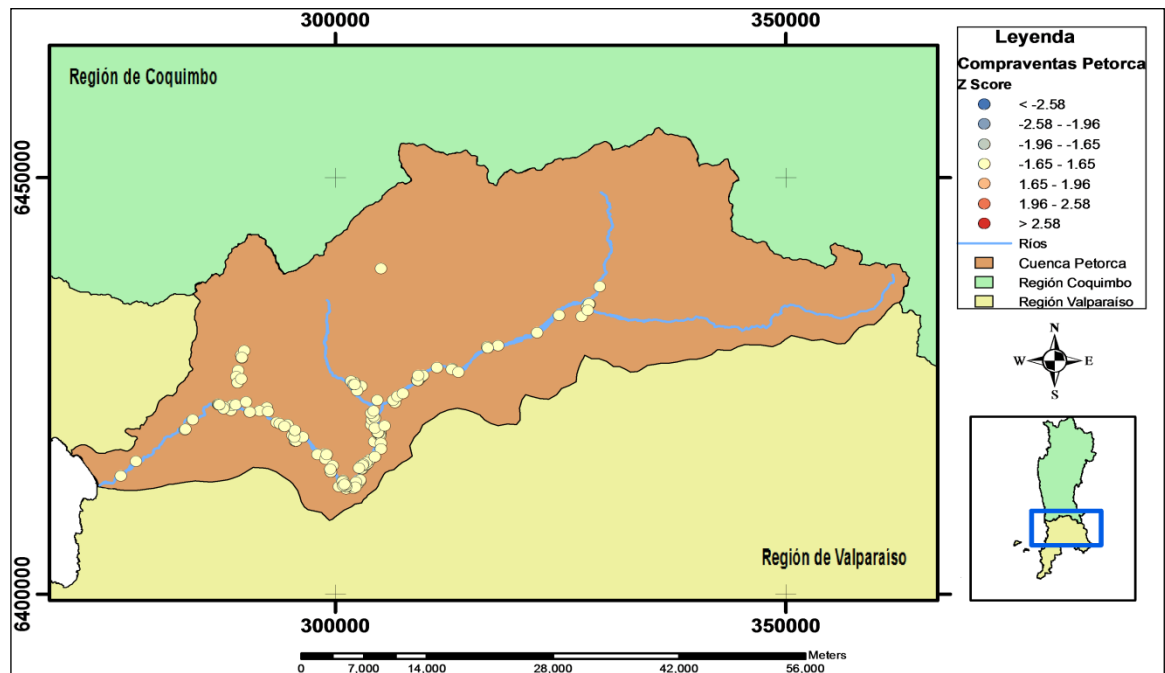 300000
350000
Región de Coquimbo
6450000
6400000
Región de Valparaíso
300000
350000
Meters
0
7.000
14.000
28.000
42.000
56.000
Leyenda
Compraventas Petorca
Z Score
< -2.58
-2.58 - -1.96
-1.96 - -1.65
-1.65 - 1.65
1.65 - 1.96
1.96 - 2.58
> 2.58
Ríos
Cuenca Petorca
Región Coquimbo
Región Valparaíso
N
W
E
S